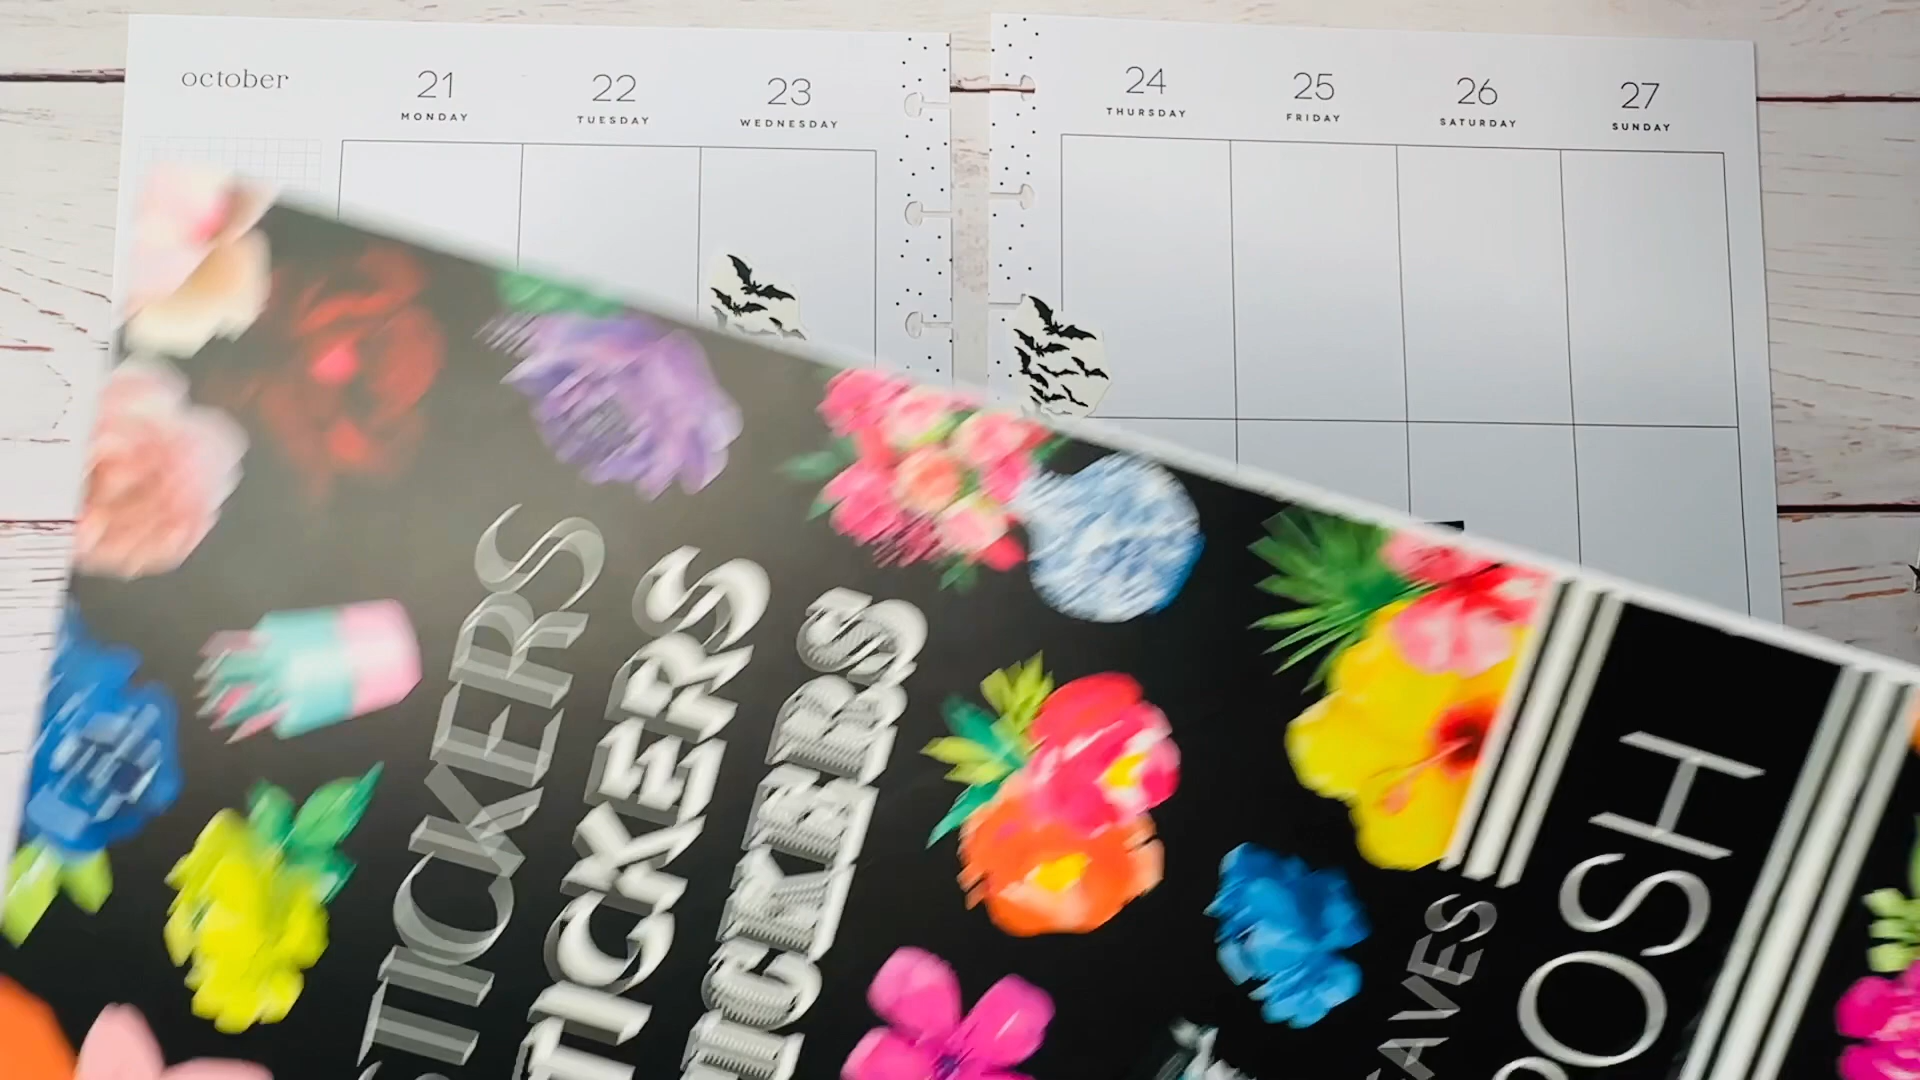 october
21
MONDAY
22
TUESDAY
23
WEDNESDAY
24
THURSDAY
25
FRIDAY
26
SATURDAY
27
SUNDAY
STICKERS
STICKERS
POSH